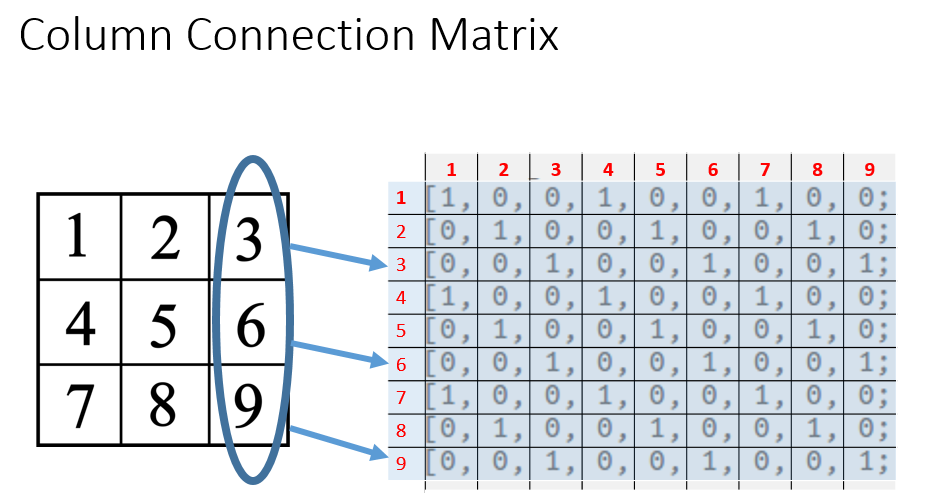 Column Connection Matrix
1 2 3
4 5 6
7 8 9
1 2 _ 3 4 5 6 7 8 9
1 [1, 0, 0, 1, 0, 0, 1, 0, 0;
2 [0, 1, 0, 0, 1, 0, 0, 1, 0;
3 [0, 0, 1, 0, 0, 1, 0, 0, 1;
4 [1, 0, 0, 1, 0, 0, 1, 0, 0;
5 [0, 1, 0, 0, 1, 0, 0, 1, 0;
6 [0, 0, 1, 0, 0, 1, 0, 0, 1;
7 [1, 0, 0, 1, 0, 0, 1, 0, 0;
8 [0, 1, 0, 0, 1, 0, 0, 1, 0;
9 [0, 0, 1, 0, 0, 1, 0, 0, 1;